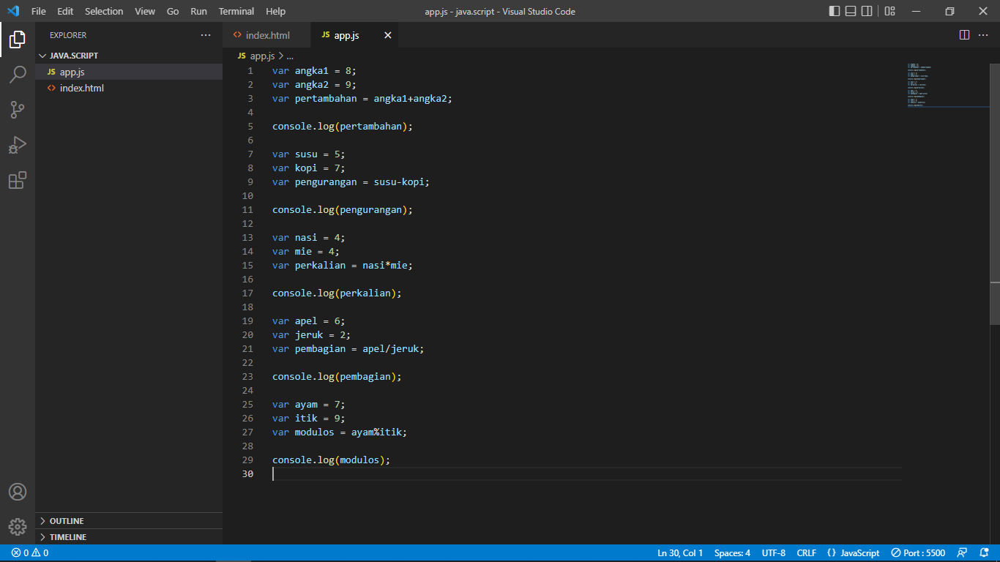 File Edit Selection View Go Run Terminal Help
app.js - java.script - Visual Studio Code
EXPLORER
JAVA.SCRIPT
JS app.js
<> index.html
OUTLINE
TIMELINE
<> index.html
JS app.js
JS app.js > ...
1 var angka1 = 8;
2 var angka2 = 9;
3 var pertambahan = angka1+angka2;
4
5 console.log(pertambahan);
6
7 var susu = 5;
8 var kopi = 7;
9 var pengurangan = susu-kopi;
10
11 console.log(pengurangan);
12
13 var nasi = 4;
14 var mie = 4;
15 var perkalian = nasi*mie;
16
17 console.log(perkalian);
18
19 var apel = 6;
20 var jeruk = 2;
21 var pembagian = apel/jeruk;
22
23 console.log(pembagian);
24
25 var ayam = 7;
26 var itik = 9;
27 var modulos = ayam%itik;
28
29 console.log(modulos);
30
0 0
Ln 30, Col 1 Spaces: 4 UTF-8 CRLF {} JavaScript Port : 5500